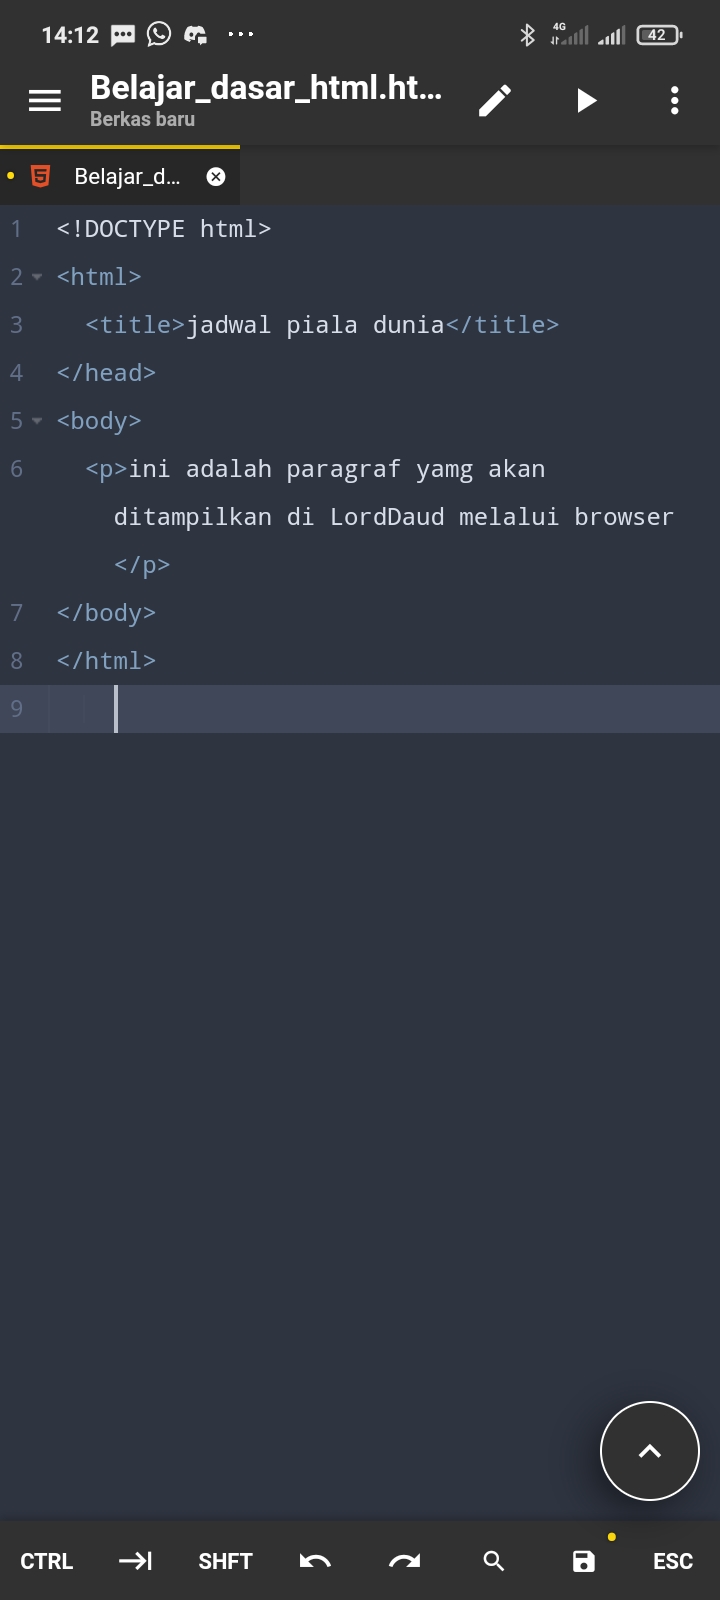 14:12
4G
42
Belajar_dasar_html.ht...
Berkas baru
Belajar_d...
1 <!DOCTYPE html>
2 <html>
3 <title>jadwal piala dunia</title>
4 </head>
5 <body>
6 <p>ini adalah paragraf yamg akan
ditampilkan di LordDaud melalui browser
</p>
7 </body>
8 </html>
9
CTRL SHFT ESC